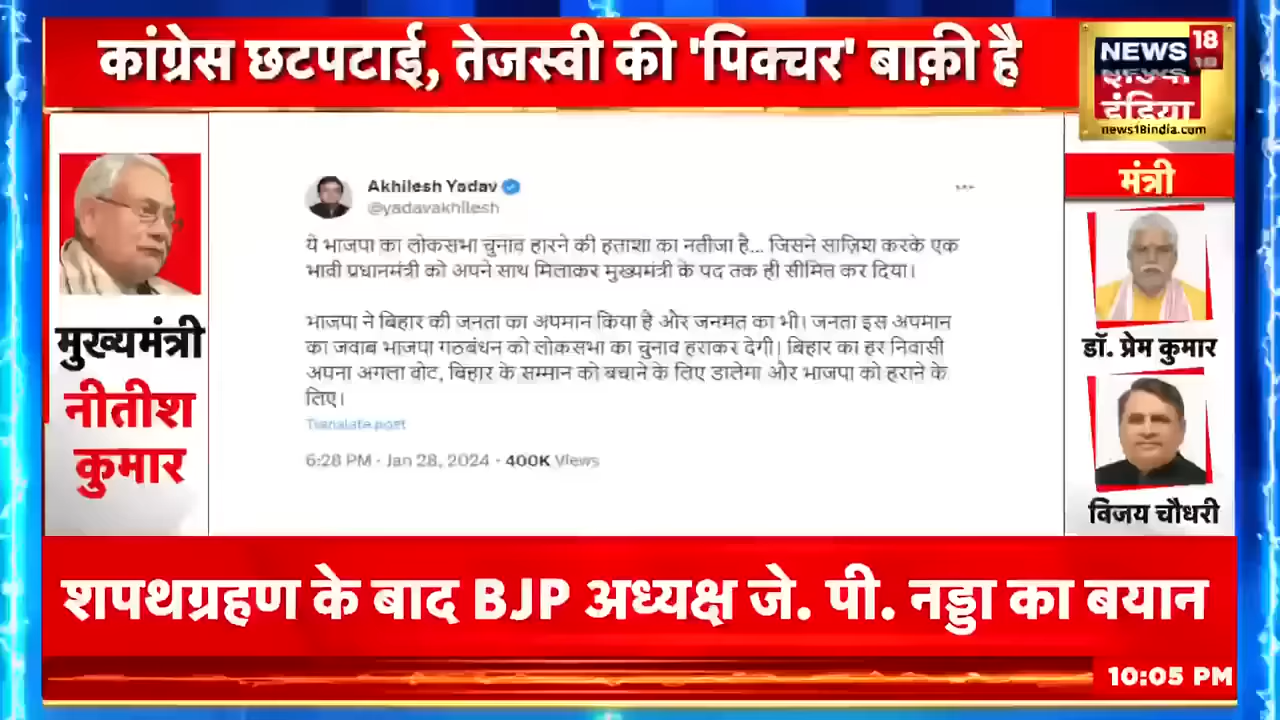 कांग्रेस छटपटाई, तेजस्वी की 'पिक्चर' बाक़ी है
NEWS 18
इंडिया
news18india.com
मुख्यमंत्री
नीतीश
कुमार
Akhilesh Yadav
@yadavakhilesh
ये भाजपा का लोकसभा चुनाव हारने की हताशा का नतीजा है... जिसने साज़िश करके एक
भावी प्रधानमंत्री को अपने साथ मिलाकर मुख्यमंत्री के पद तक ही सीमित कर दिया।
भाजपा ने बिहार की जनता का अपमान किया है और जनमत का भी। जनता इस अपमान
का जवाब भाजपा गठबंधन को लोकसभा का चुनाव हराकर देगी। बिहार का हर निवासी
अपना अगला वोट, बिहार के सम्मान को बचाने के लिए डालेगा और भाजपा को हराने के
लिए।
Translate post
6:28 PM · Jan 28, 2024 · 400K Views
मंत्री
डॉ. प्रेम कुमार
विजय चौधरी
शपथग्रहण के बाद BJP अध्यक्ष जे. पी. नड्डा का बयान
10:05 PM